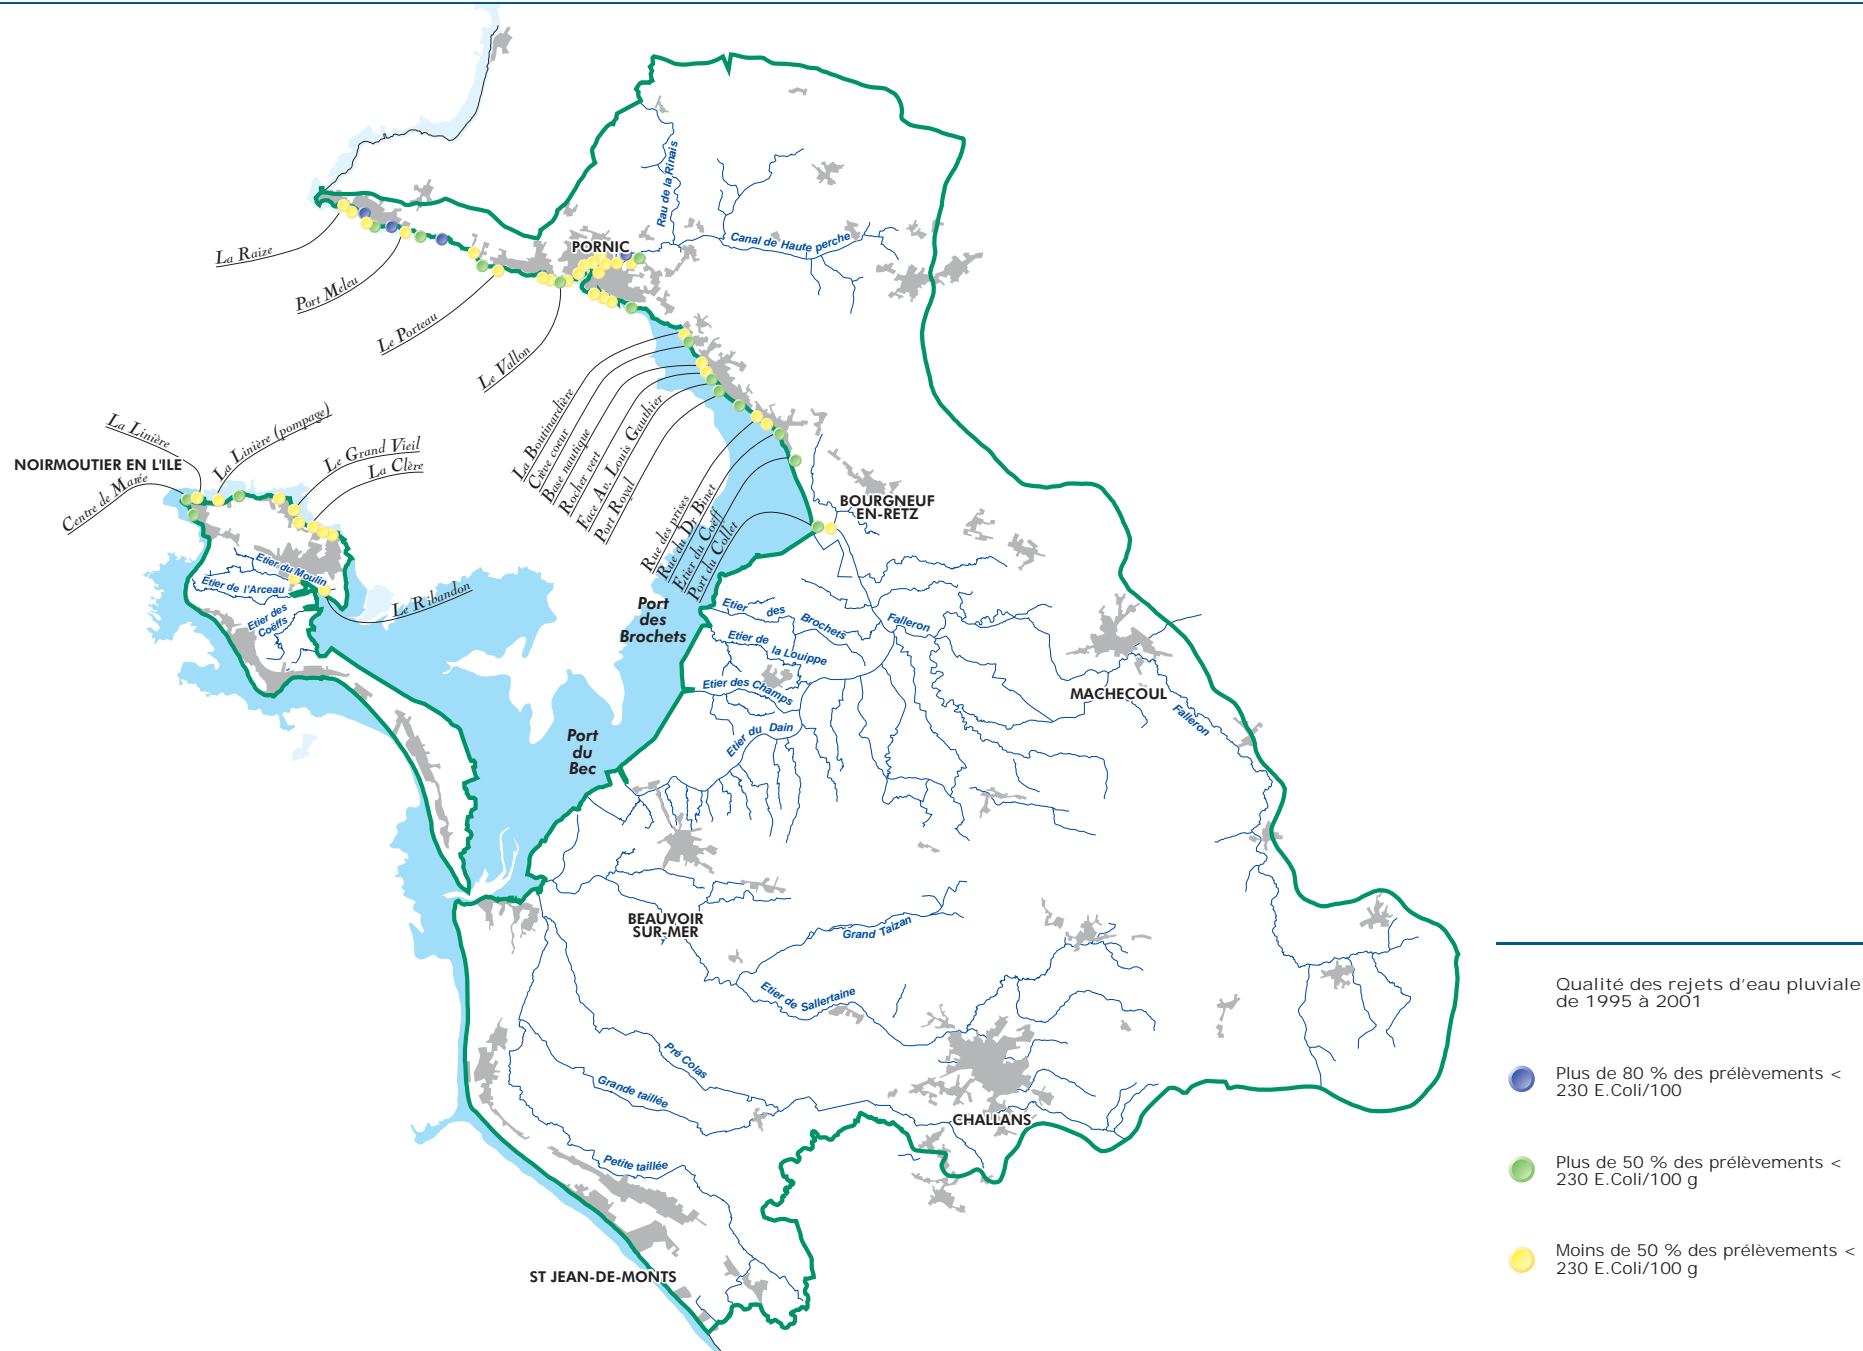 Rau de la Rinais
PORNIC
Canal de Haute perche
La Raize
Port Meleu
Le Porteau
Le Vallon
La Boutinardière
Crève coeur
Base nautique
Rocher vert
Face Av. Louis Gauthier
Port Royal
Rue des prises
Rue du Dr Binet
Etier du Coëff
Port du Collet
La Linière
La Linière (pompage)
Le Grand Vieil
La Clère
NOIRMOUTIER EN L'ILE
Centre de Marée
BOURGNEUF
EN-RETZ
Etier du Moulin
Etier de l'Arceau
Etier des
Coëffs
Le Ribandon
Port
des
Brochets
Etier des Brochets
Falleron
Etier de
la Louippe
Etier des Champs
Etier du Dain
MACHECOUL
Falleron
Port
du
Bec
BEAUVOIR
SUR-MER
Grand Taizan
Etier de Sallertaine
Pré Colas
Grande taillée
CHALLANS
Petite taillée
ST JEAN-DE-MONTS
Qualité des rejets d'eau pluviale
de 1995 à 2001
Plus de 80 % des prélèvements <
230 E.Coli/100
Plus de 50 % des prélèvements <
230 E.Coli/100 g
Moins de 50 % des prélèvements <
230 E.Coli/100 g